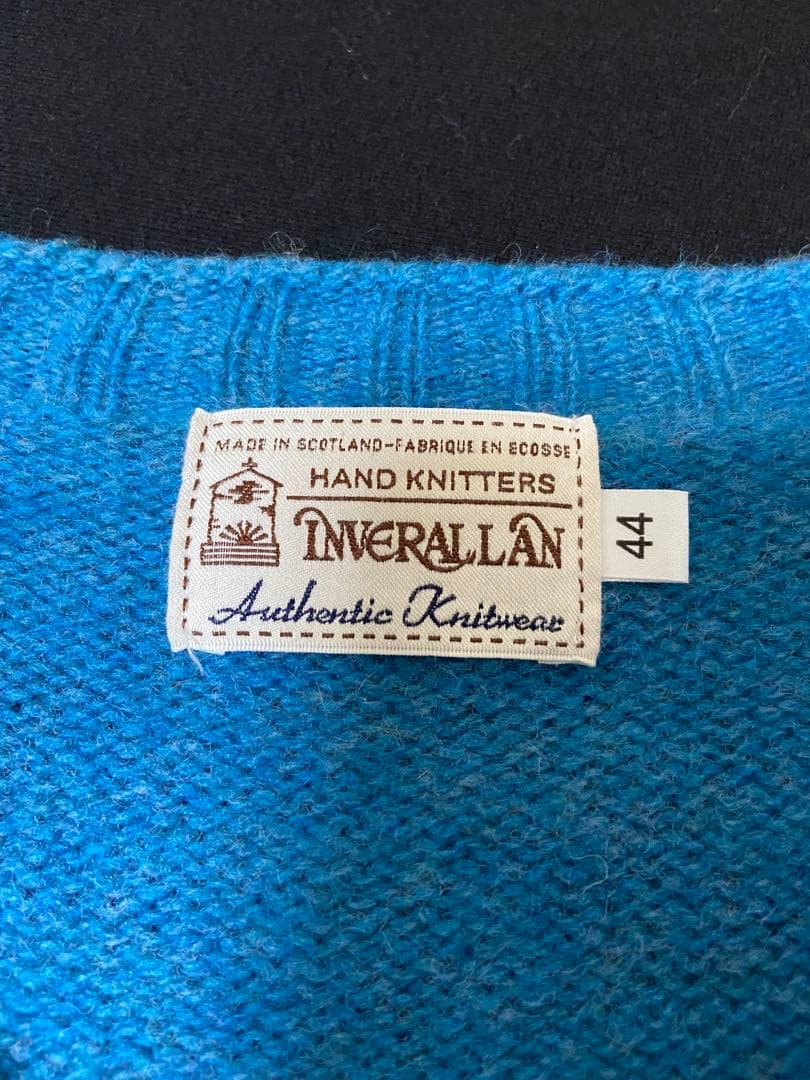 MADE IN SCOTLAND-FABRIQUE EN ECOSSE
HAND KNITTERS
INVERALLAN
Authentic Knitwear
44